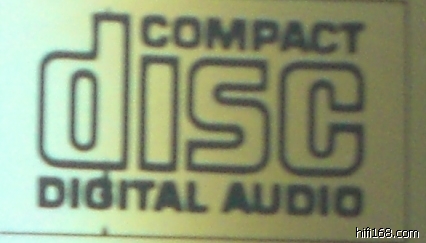 COMPACT
disc
DIGITAL AUDIO
hifi168.com